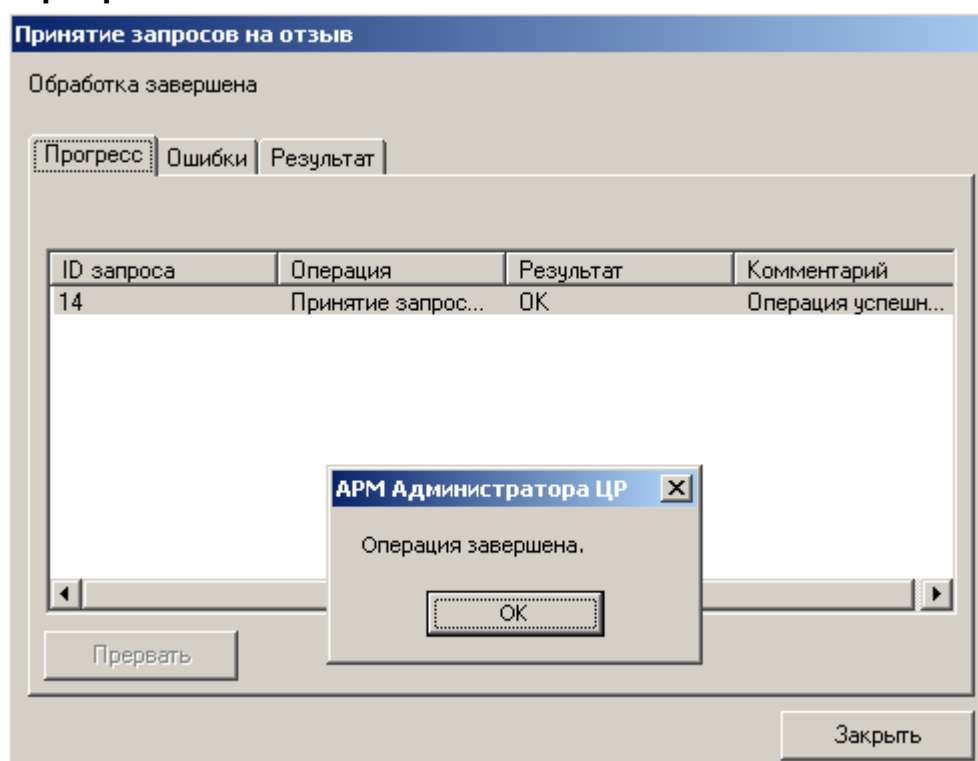 Принятие запросов на отзыв
Обработка завершена
Прогресс Ошибки Результат
ID запроса Операция Результат Комментарий
14 Принятие запрос... OK Операция успешн...
АРМ Администратора ЦР
Операция завершена.
OK
Прервать
Закрыть